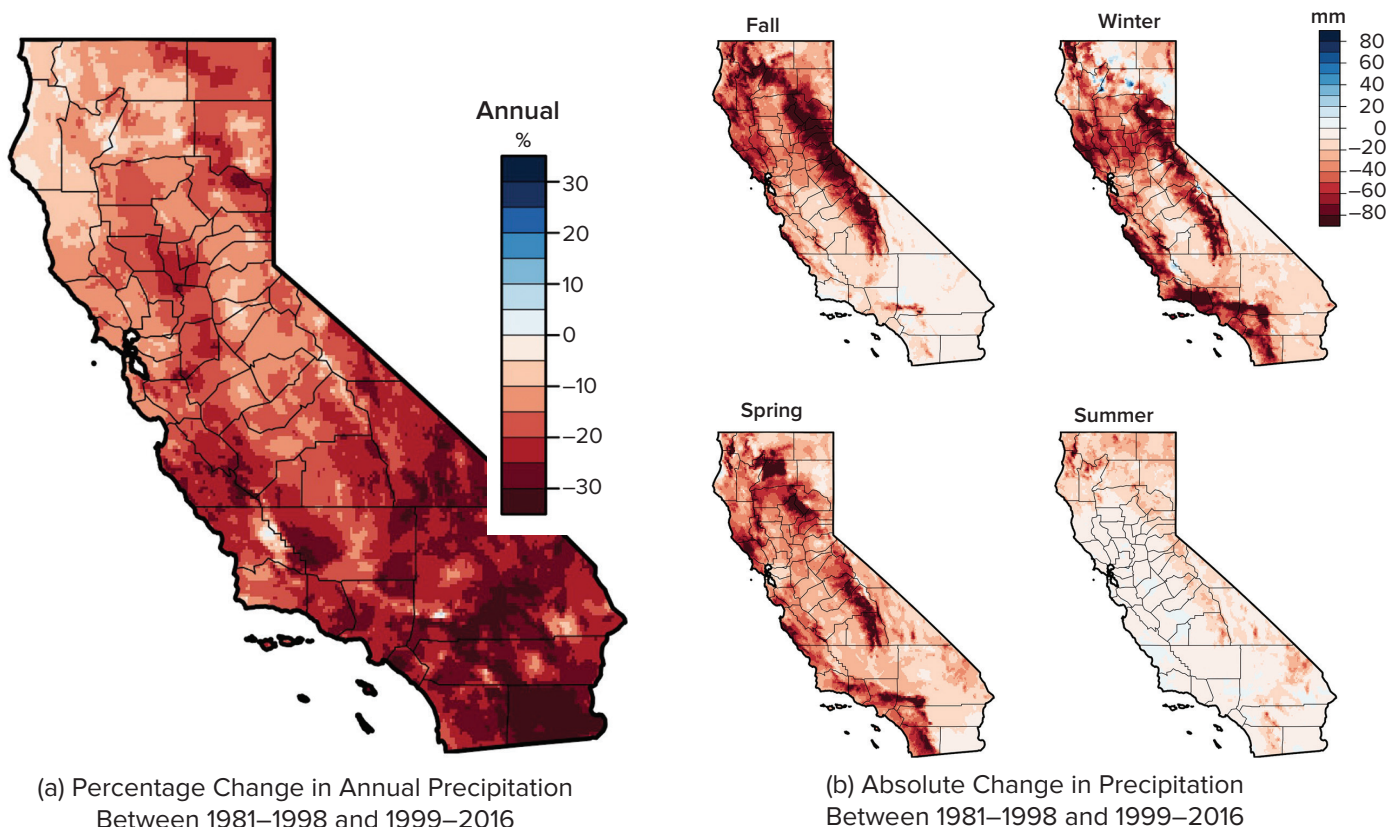 Annual
%
30
20
10
0
–10
–20
–30
(a) Percentage Change in Annual Precipitation
Between 1981–1998 and 1999–2016
Fall
Winter
mm
80
60
40
20
0
–20
–40
–60
–80
Spring
Summer
(b) Absolute Change in Precipitation
Between 1981–1998 and 1999–2016